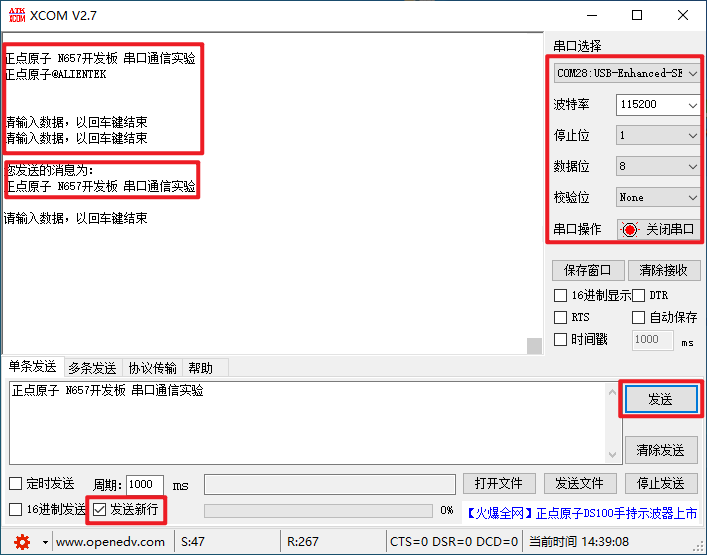 ATK
XCOM
XCOM V2.7
正点原子 N657开发板 串口通信实验
正点原子@ALIENTEK
请输入数据，以回车键结束
请输入数据，以回车键结束
您发送的消息为：
正点原子 N657开发板 串口通信实验
请输入数据，以回车键结束
串口选择
COM28:USB-Enhanced-SE
波特率 115200
停止位 1
数据位 8
校验位 None
串口操作 关闭串口
保存窗口 清除接收
16进制显示 DTR
RTS 自动保存
时间戳 1000 ms
单条发送 多条发送 协议传输 帮助
正点原子 N657开发板 串口通信实验
发送
清除发送
定时发送 周期: 1000 ms 打开文件 发送文件 停止发送
16进制发送 发送新行 0% 【火爆全网】正点原子DS100手持示波器上市
www.openedv.com S:47 R:267 CTS=0 DSR=0 DCD=0 当前时间 14:39:08